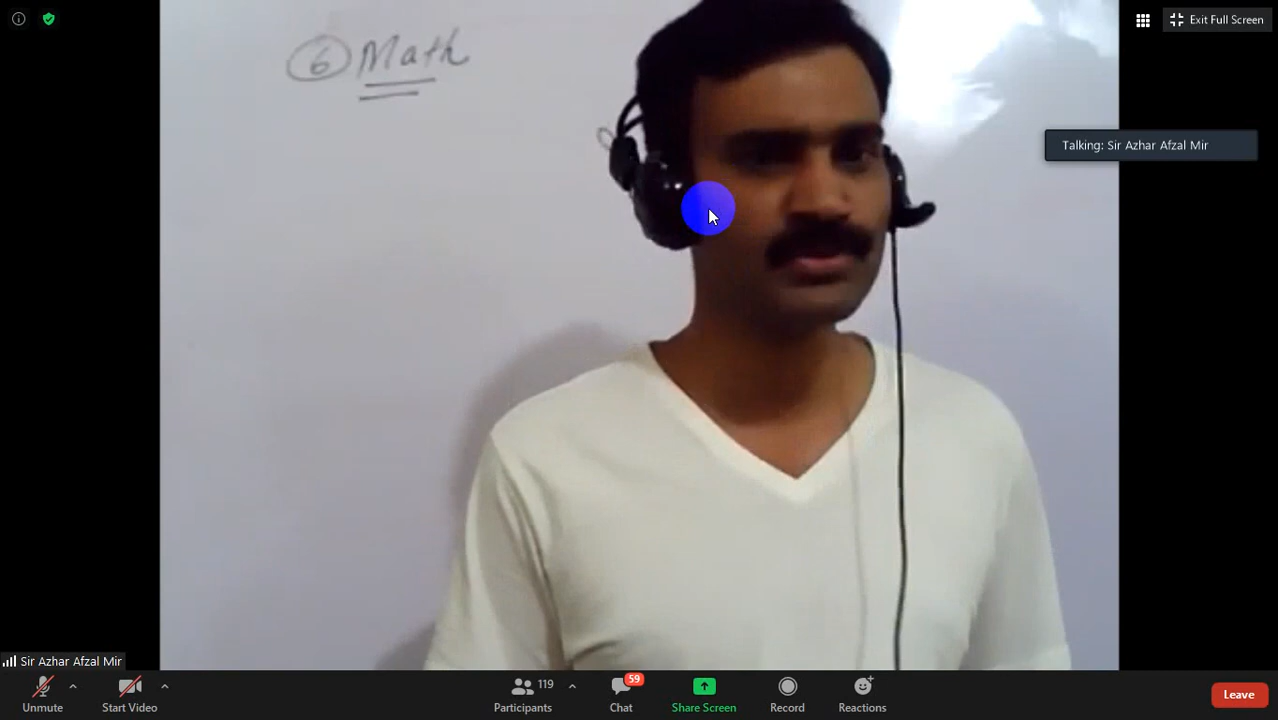 Exit Full Screen
6 Math
Talking: Sir Azhar Afzal Mir
Sir Azhar Afzal Mir
Unmute
Start Video
119
Participants
59
Chat
Share Screen
Record
Reactions
Leave